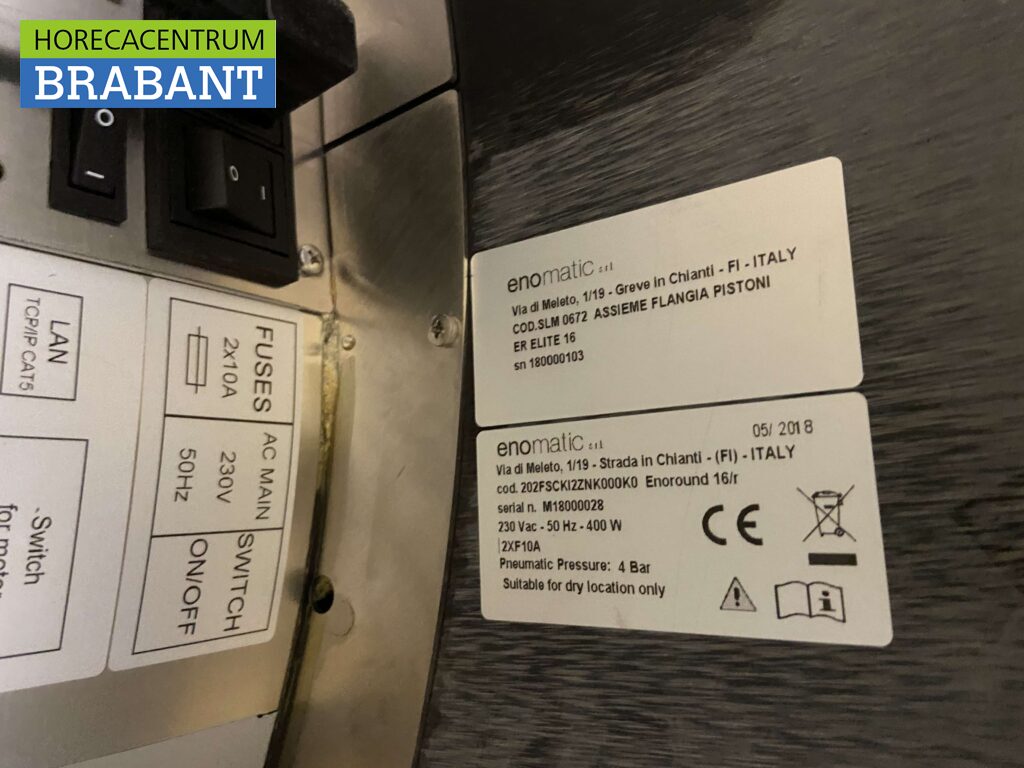 HORECACENTRUM
BRABANT
LAN
TCP/IP CAT5
Switch
for motor
FUSES
2x10A
AC MAIN
230V
50Hz
SWITCH
ON/OFF
enomatic s.r.l
Via di Meleto, 1/19 - Greve in Chianti - FI - ITALY
COD.SLM 0672 ASSIEME FLANGIA PISTONI
ER ELITE 16
sn 180000103
enomatic s.r.l
05/ 2018
Via di Meleto, 1/19 - Strada in Chianti - (FI) - ITALY
cod. 202FSCKI2ZNK000K0 Enoround 16/r
serial n. M18000028
230 Vac - 50 Hz - 400 W
2XF10A
Pneumatic Pressure: 4 Bar
Suitable for dry location only
CE